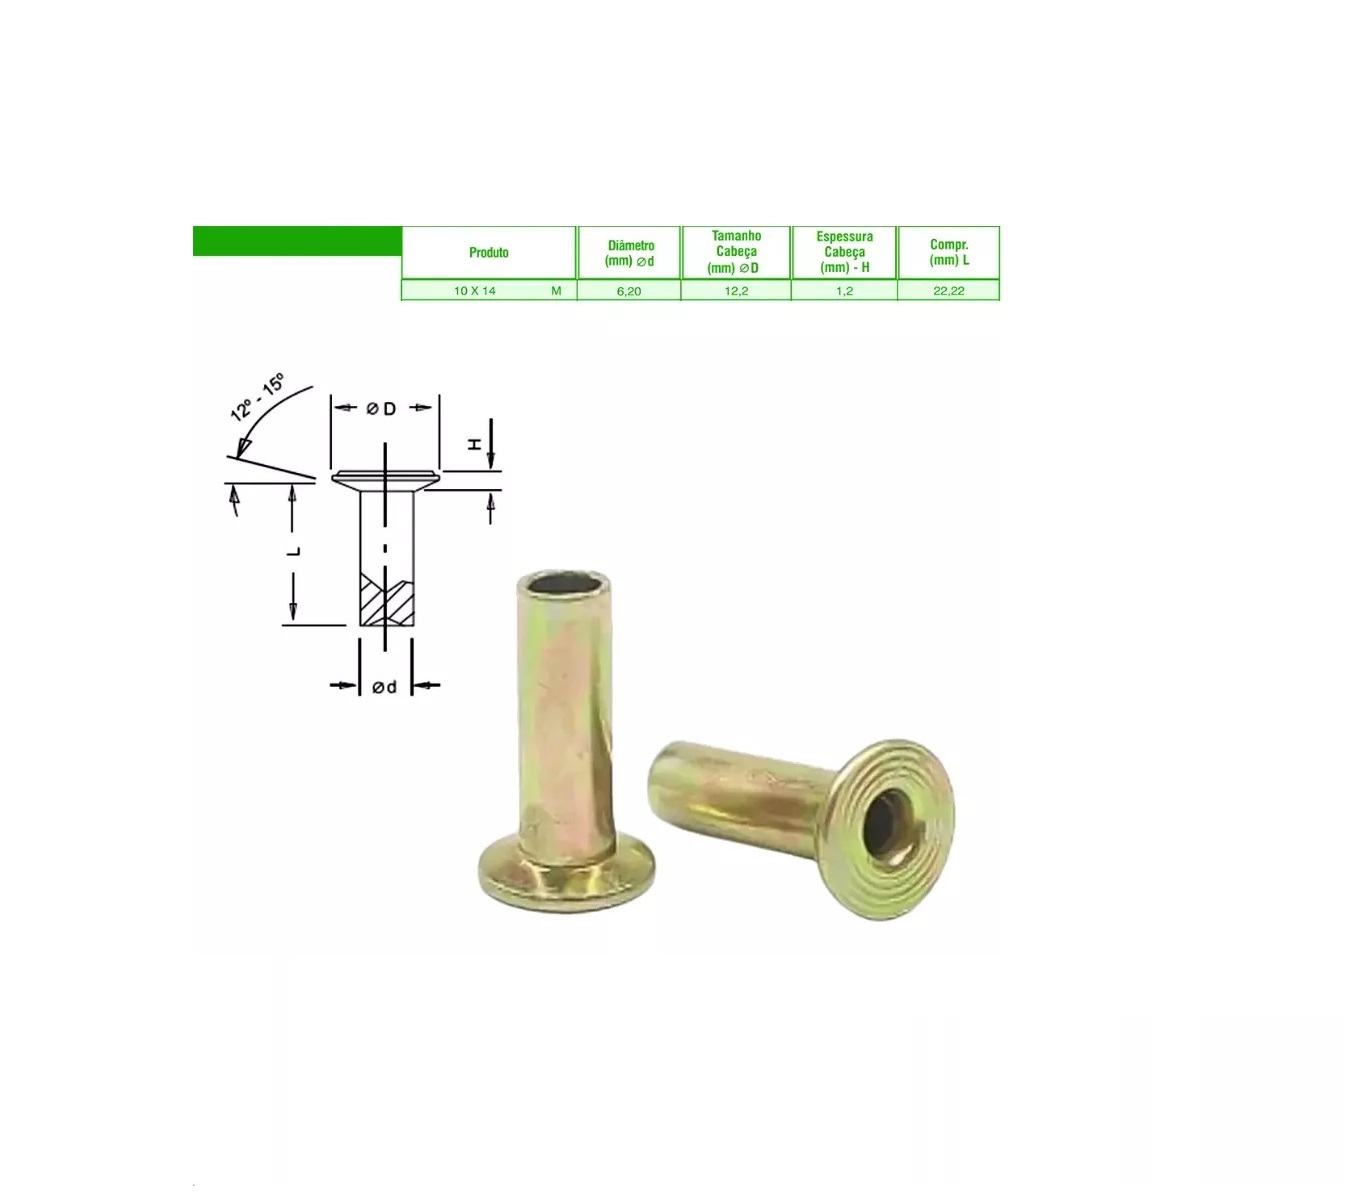 Produto
Diâmetro
(mm) Ød
Tamanho
Cabeça
(mm) ØD
Espessura
Cabeça
(mm) - H
Compr.
(mm) L
10 X 14 M 6,20 12,2 1,2 22,22
12º - 15º
Ø D
H
L
Ød